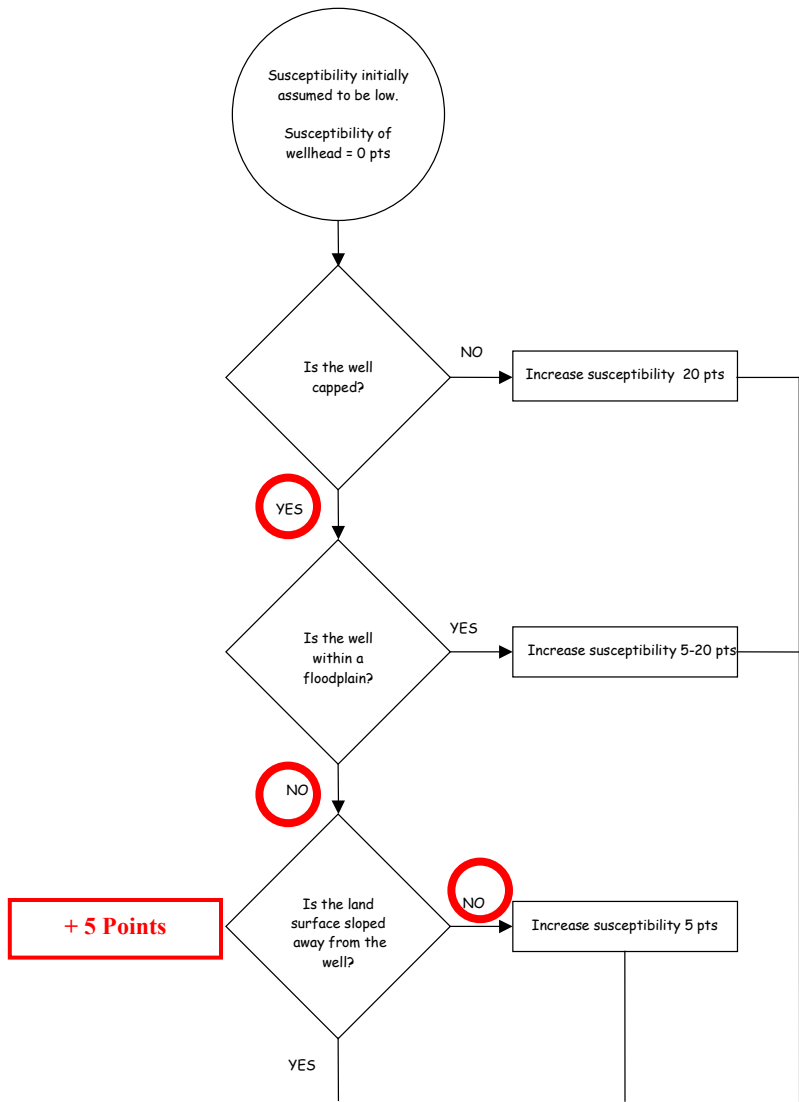 Susceptibility initially
assumed to be low.
Susceptibility of
wellhead = 0 pts
Is the well
capped?
NO
Increase susceptibility 20 pts
YES
Is the well
within a
floodplain?
YES
Increase susceptibility 5-20 pts
NO
+ 5 Points
Is the land
surface sloped
away from the
well?
NO
Increase susceptibility 5 pts
YES